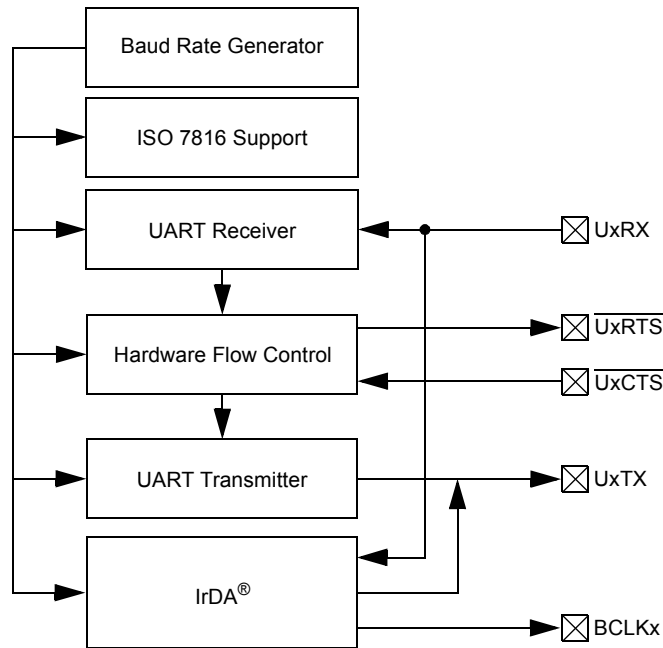 Baud Rate Generator
ISO 7816 Support
UART Receiver
UxRX
Hardware Flow Control
UxRTS
UxCTS
UART Transmitter
UxTX
IrDA®
BCLKx